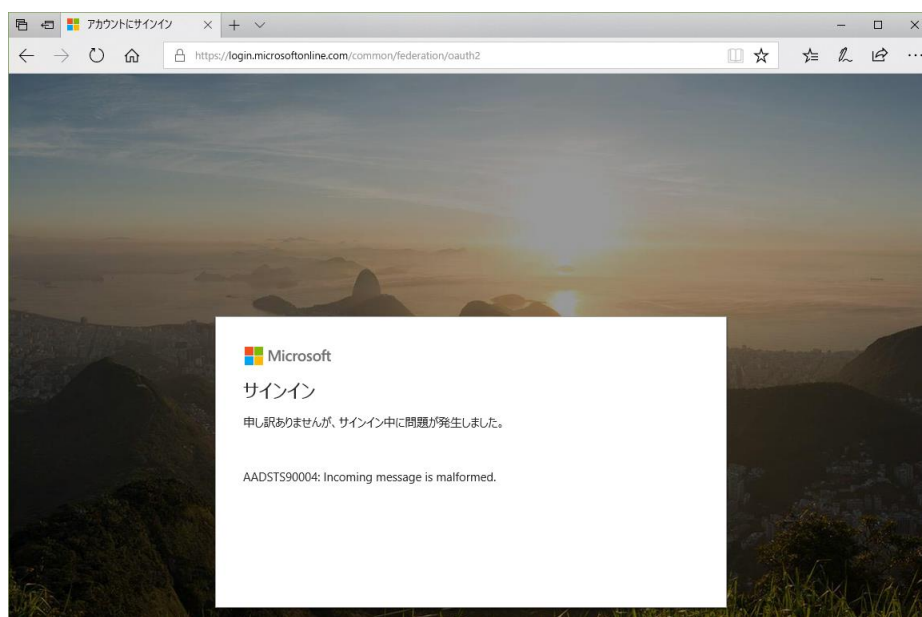 アカウントにサインイン
https://login.microsoftonline.com/common/federation/oauth2
Microsoft
サインイン
申し訳ありませんが、サインイン中に問題が発生しました。
AADSTS90004: Incoming message is malformed.